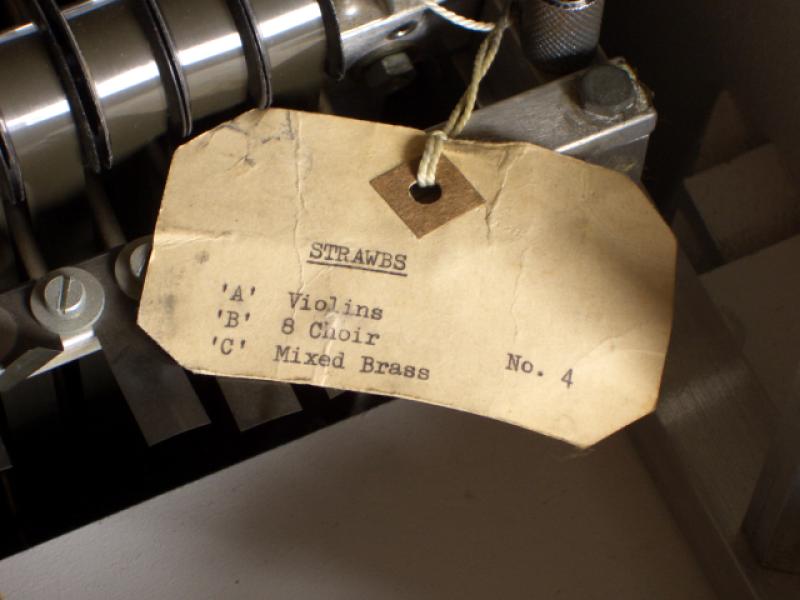 STRAWBS
'A' Violins
'B' 8 Choir
'C' Mixed Brass No. 4